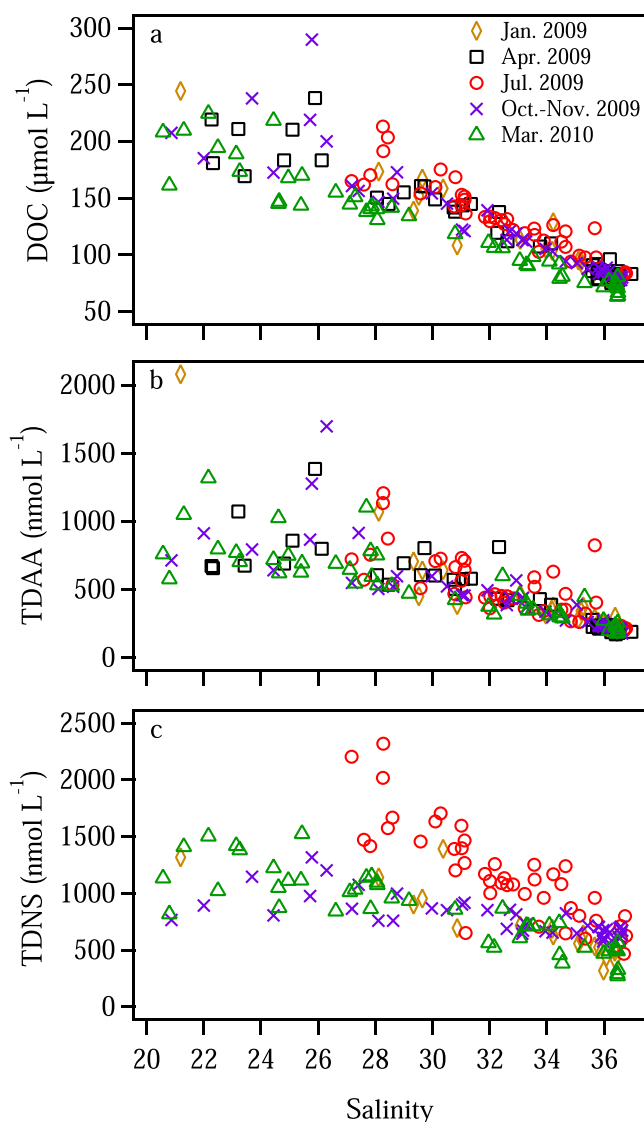 a
Jan. 2009
Apr. 2009
Jul. 2009
Oct.-Nov. 2009
Mar. 2010
300
250
200
150
100
50
DOC (µmol L⁻¹)
b
2000
1500
1000
500
0
TDAA (nmol L⁻¹)
c
2500
2000
1500
1000
500
0
TDNS (nmol L⁻¹)
20 22 24 26 28 30 32 34 36
Salinity